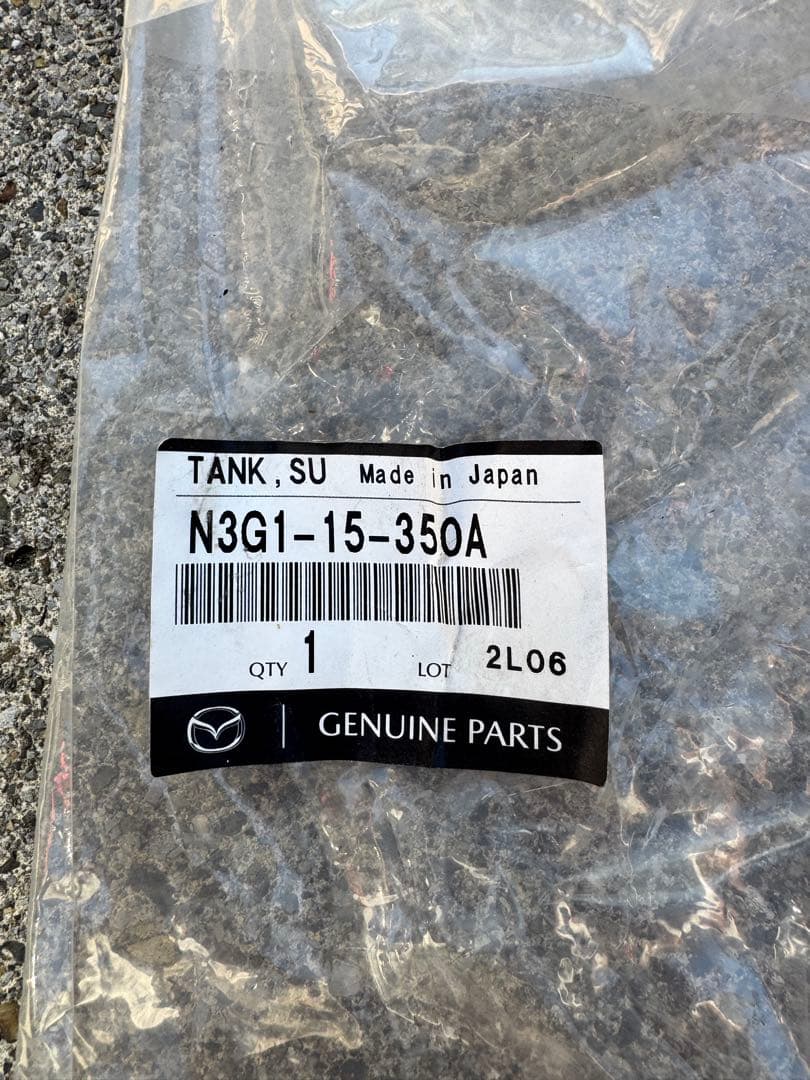 TANK,SU Made in Japan
N3G1-15-350A
QTY 1 LOT 2L06
GENUINE PARTS